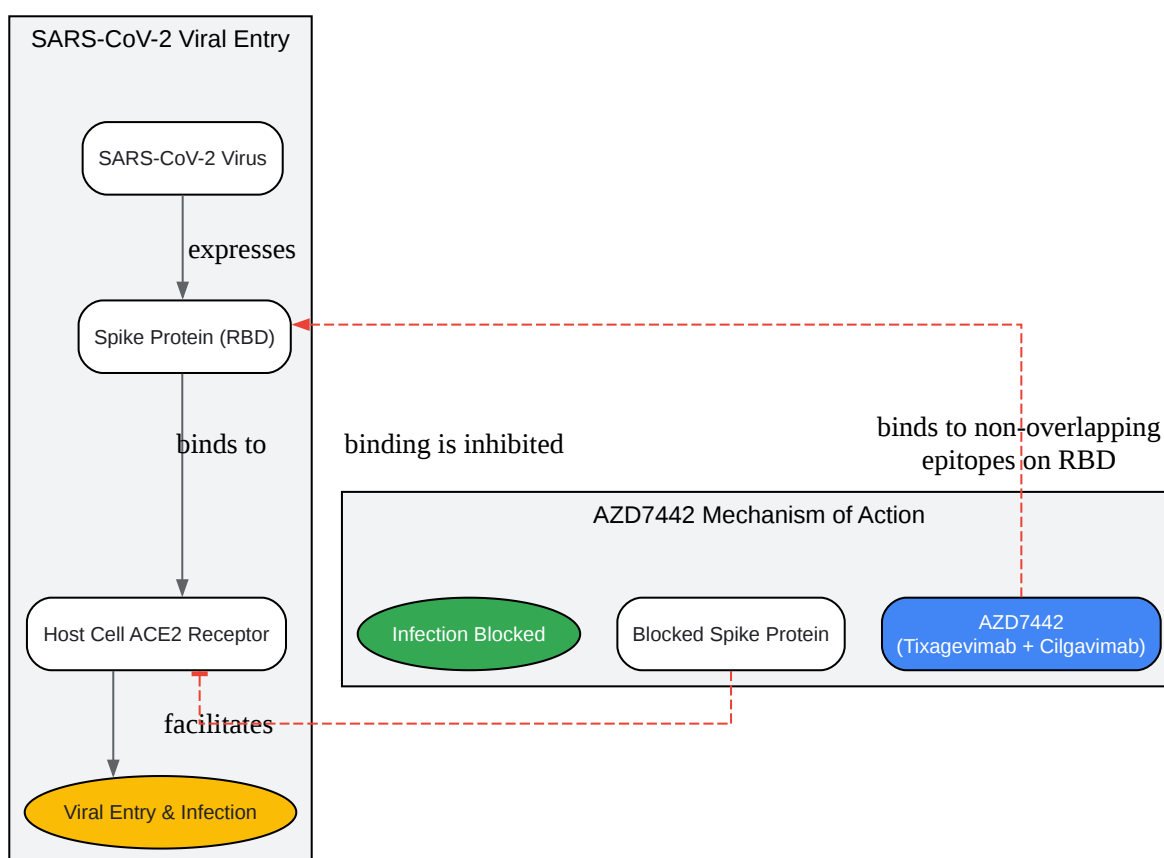 SARS-CoV-2 Viral Entry
SARS-CoV-2 Virus
expresses
Spike Protein (RBD)
binds to
binding is inhibited
binds to non-overlapping
epitopes on RBD
AZD7442 Mechanism of Action
Host Cell ACE2 Receptor
Infection Blocked
Blocked Spike Protein
AZD7442
(Tixagevimab + Cilgavimab)
facilitates
Viral Entry & Infection